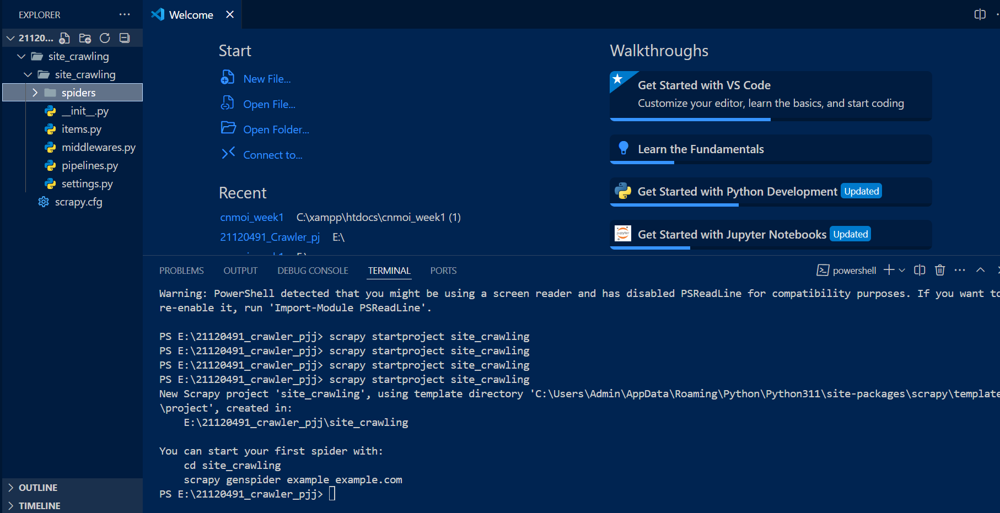 EXPLORER
21120...
site_crawling
site_crawling
spiders
__init__.py
items.py
middlewares.py
pipelines.py
settings.py
scrapy.cfg
OUTLINE
TIMELINE
Welcome
Start
New File...
Open File...
Open Folder...
Connect to...
Recent
cnmoi_week1 C:\xampp\htdocs\cnmoi_week1 (1)
21120491_Crawler_pj E:\
Walkthroughs
Get Started with VS Code
Customize your editor, learn the basics, and start coding
Learn the Fundamentals
Get Started with Python Development Updated
jupyter
Get Started with Jupyter Notebooks Updated
PROBLEMS OUTPUT DEBUG CONSOLE TERMINAL PORTS
powershell
Warning: PowerShell detected that you might be using a screen reader and has disabled PSReadLine for compatibility purposes. If you want to
re-enable it, run 'Import-Module PSReadLine'.
PS E:\21120491_crawler_pjj> scrapy startproject site_crawling
PS E:\21120491_crawler_pjj> scrapy startproject site_crawling
PS E:\21120491_crawler_pjj> scrapy startproject site_crawling
PS E:\21120491_crawler_pjj> scrapy startproject site_crawling
New Scrapy project 'site_crawling', using template directory 'C:\Users\Admin\AppData\Roaming\Python\Python311\site-packages\scrapy\template
\project', created in:
E:\21120491_crawler_pjj\site_crawling
You can start your first spider with:
cd site_crawling
scrapy genspider example example.com
PS E:\21120491_crawler_pjj>